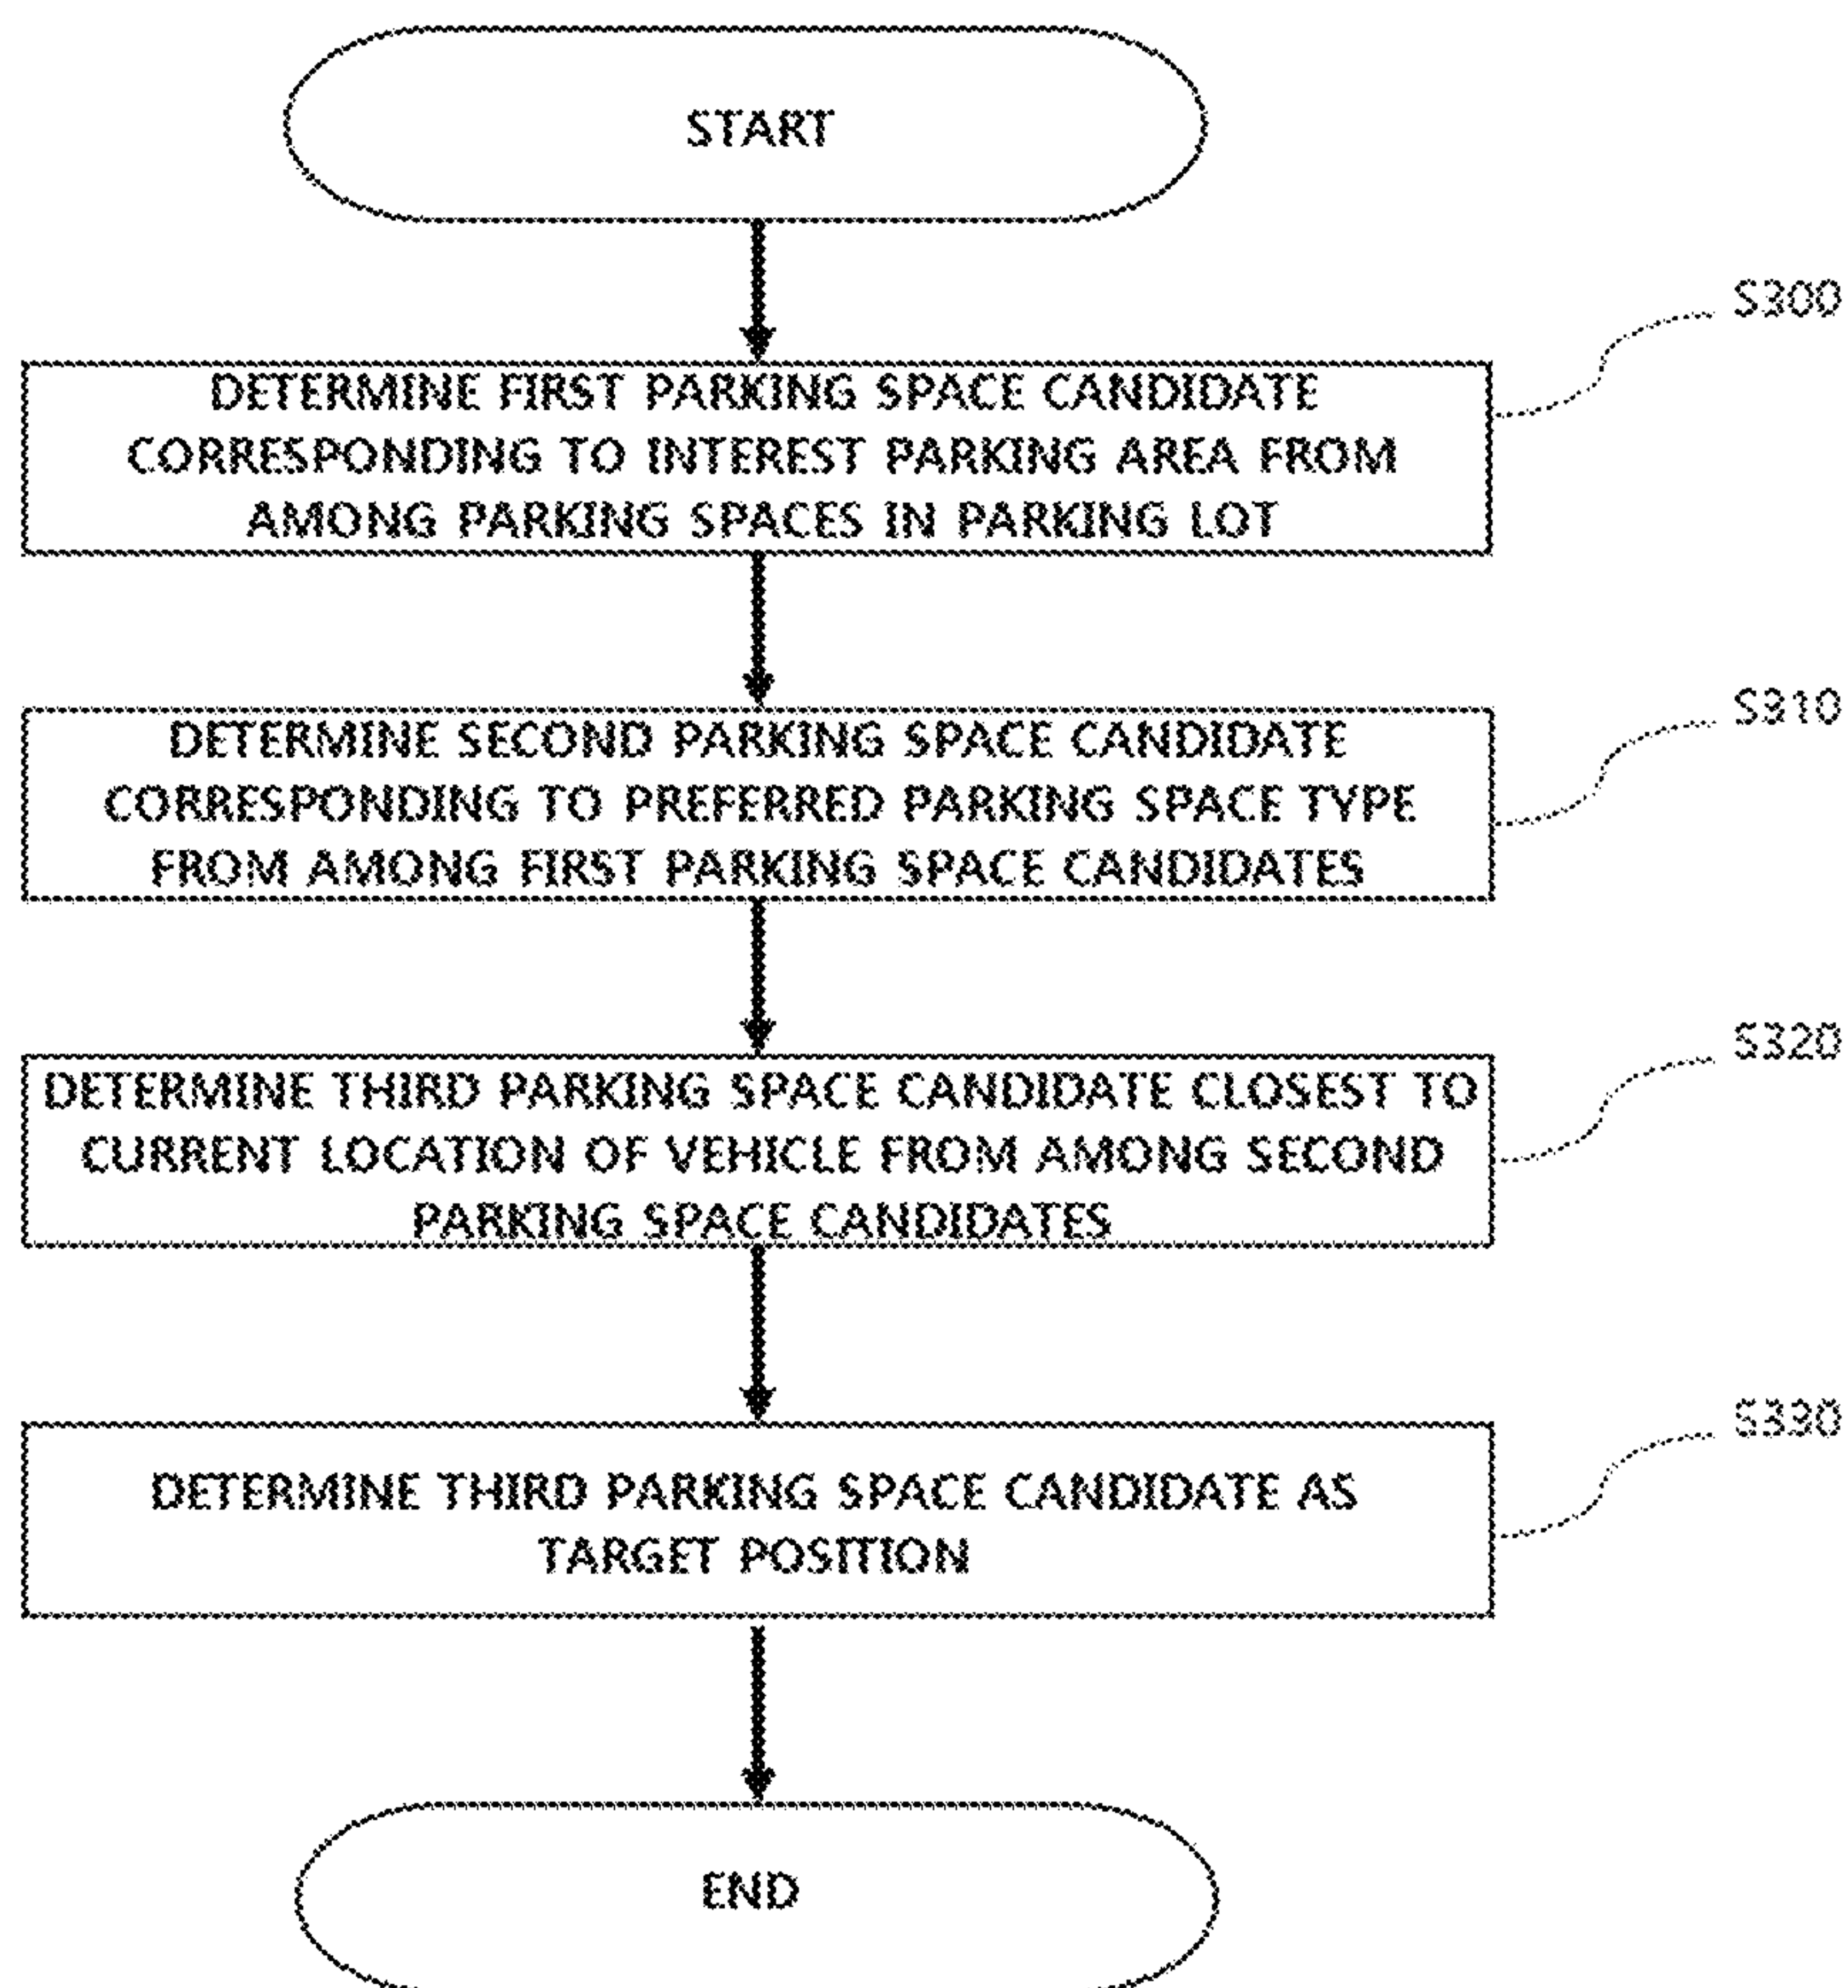 START
S300
DETERMINE FIRST PARKING SPACE CANDIDATE
CORRESPONDING TO INTEREST PARKING AREA FROM
AMONG PARKING SPACES IN PARKING LOT
S310
DETERMINE SECOND PARKING SPACE CANDIDATE
CORRESPONDING TO PREFERRED PARKING SPACE TYPE
FROM AMONG FIRST PARKING SPACE CANDIDATES
S320
DETERMINE THIRD PARKING SPACE CANDIDATE CLOSEST TO
CURRENT LOCATION OF VEHICLE FROM AMONG SECOND
PARKING SPACE CANDIDATES
S330
DETERMINE THIRD PARKING SPACE CANDIDATE AS
TARGET POSITION
END